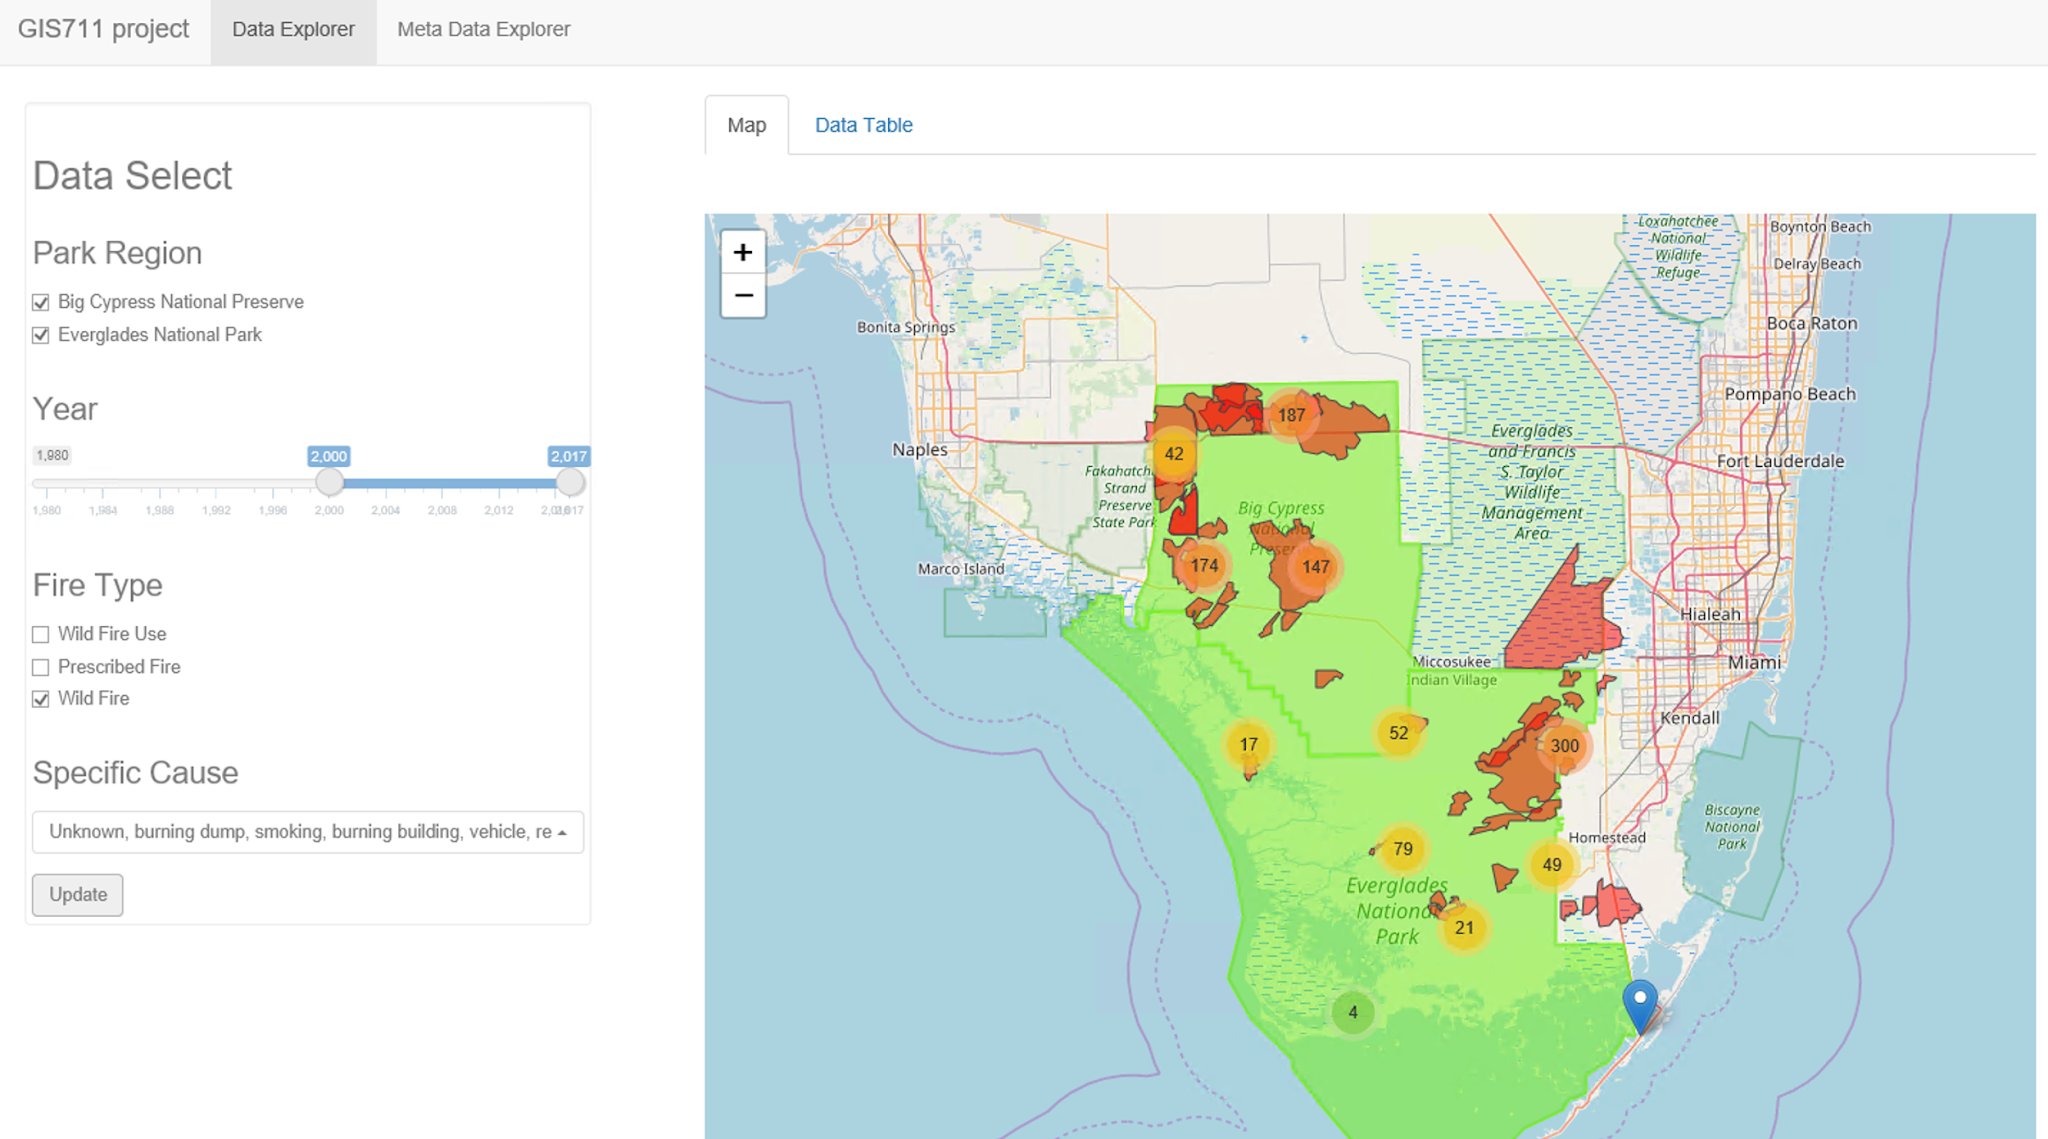 GIS711 project
Data Explorer
Meta Data Explorer
Data Select
Park Region
Big Cypress National Preserve
Everglades National Park
Year
1,980
2,000
2,017
1,980
1,984
1,988
1,992
1,996
2,000
2,004
2,008
2,012
2,017
Fire Type
Wild Fire Use
Prescribed Fire
Wild Fire
Specific Cause
Unknown, burning dump, smoking, burning building, vehicle, re
Update
Map
Data Table
+
−
Loxahatchee
National
Wildlife
Refuge
Boynton Beach
Delray Beach
Bonita Springs
Boca Raton
Pompano Beach
187
42
Naples
Everglades
and Francis
S. Taylor
Wildlife
Management
Area
Fort Lauderdale
Fakahatch
Strand
Preserve
State Park
Big Cypress
National
Preser
174
147
Marco Island
Hialeah
Miami
Miccosukee
Indian Village
Kendall
17
52
300
Biscayne
National
Park
Homestead
79
49
Everglades
Nationa
Park
21
4